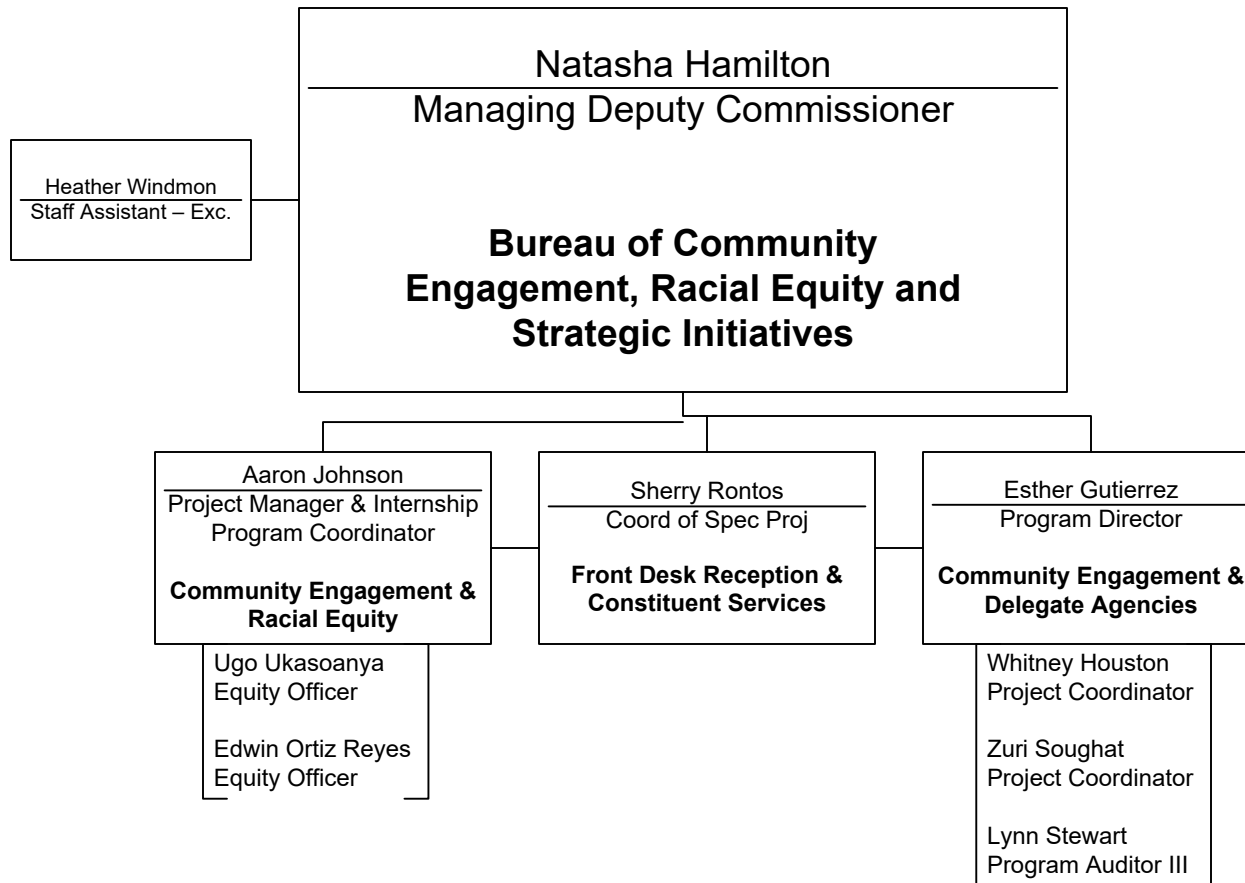 Natasha Hamilton
Managing Deputy Commissioner
Bureau of Community
Engagement, Racial Equity and
Strategic Initiatives
Heather Windmon
Staff Assistant – Exc.
Aaron Johnson
Project Manager & Internship
Program Coordinator
Community Engagement &
Racial Equity
Ugo Ukasoanya
Equity Officer
Edwin Ortiz Reyes
Equity Officer
Sherry Rontos
Coord of Spec Proj
Front Desk Reception &
Constituent Services
Esther Gutierrez
Program Director
Community Engagement &
Delegate Agencies
Whitney Houston
Project Coordinator
Zuri Soughat
Project Coordinator
Lynn Stewart
Program Auditor III